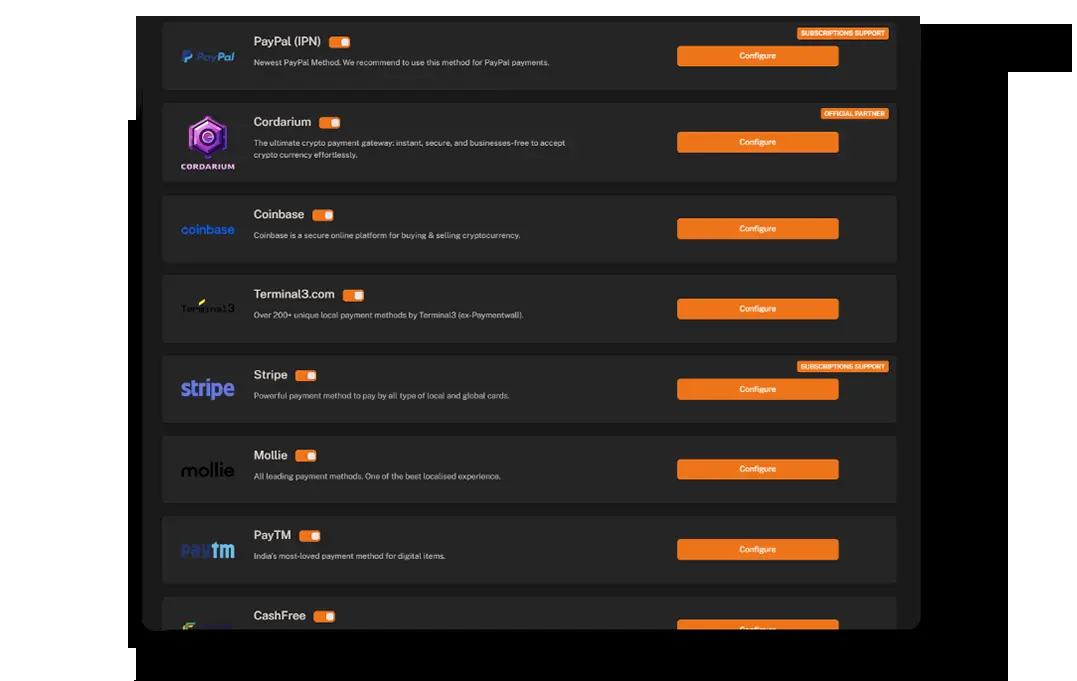 PayPal (IPN)
SUBSCRIPTIONS SUPPORT
PayPal
Newest PayPal Method. We recommend to use this method for PayPal payments.
Configure
Cordarium
OFFICIAL PARTNER
The ultimate crypto payment gateway: instant, secure, and businesses-free to accept
crypto currency effortlessly.
Configure
CORDARIUM
Coinbase
coinbase
Coinbase is a secure online platform for buying & selling cryptocurrency.
Configure
Terminal3.com
Terminal3
Over 200+ unique local payment methods by Terminal3 (ex-Paymentwall).
Configure
Stripe
SUBSCRIPTIONS SUPPORT
stripe
Powerful payment method to pay by all type of local and global cards.
Configure
Mollie
mollie
All leading payment methods. One of the best localised experience.
Configure
PayTM
paytm
India's most-loved payment method for digital items.
Configure
CashFree
Configure